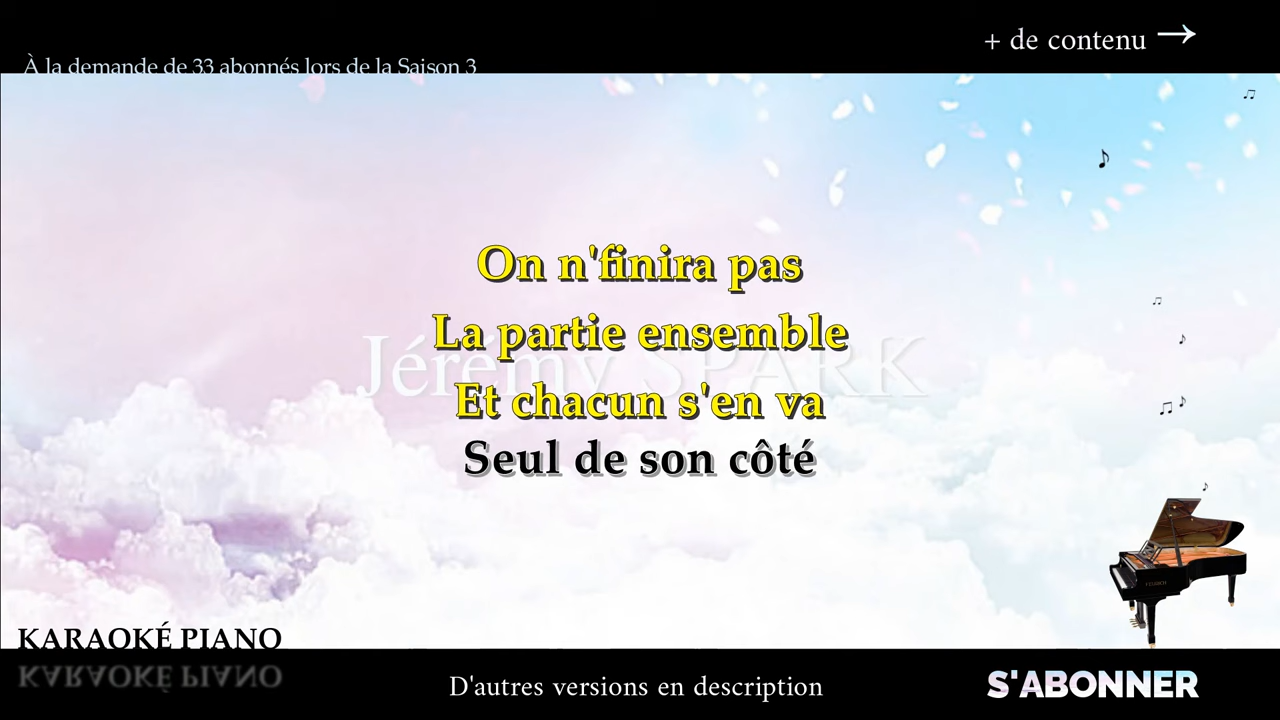 + de contenu →
À la demande de 33 abonnés lors de la Saison 3
On n'finira pas
La partie ensemble
Jérémy SPARK
Et chacun s'en va
Seul de son côté
KARAOKÉ PIANO
D'autres versions en description
S'ABONNER